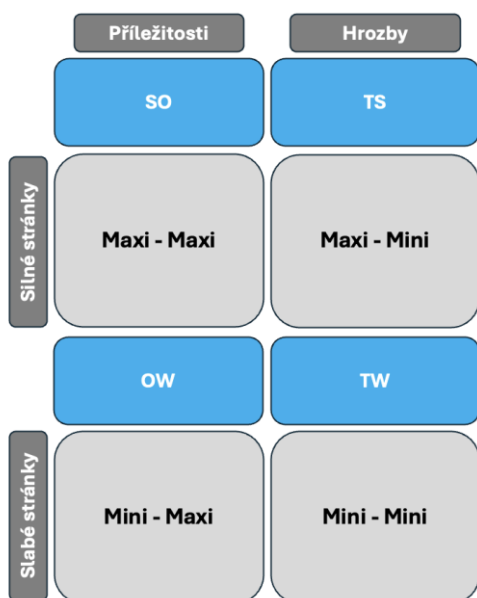 Příležitosti
Hrozby
SO
TS
Silné stránky
Maxi - Maxi
Maxi - Mini
OW
TW
Slabé stránky
Mini - Maxi
Mini - Mini